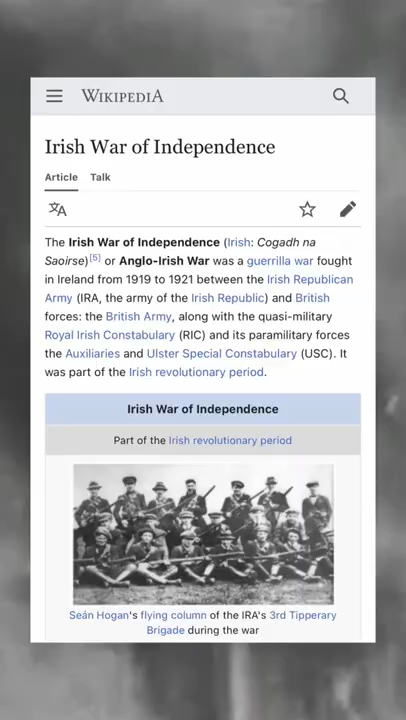 WIKIPEDIA
Irish War of Independence
Article Talk
The Irish War of Independence (Irish: Cogadh na
Saoirse)[5] or Anglo-Irish War was a guerrilla war fought
in Ireland from 1919 to 1921 between the Irish Republican
Army (IRA, the army of the Irish Republic) and British
forces: the British Army, along with the quasi-military
Royal Irish Constabulary (RIC) and its paramilitary forces
the Auxiliaries and Ulster Special Constabulary (USC). It
was part of the Irish revolutionary period.
Irish War of Independence
Part of the Irish revolutionary period
Seán Hogan's flying column of the IRA's 3rd Tipperary
Brigade during the war